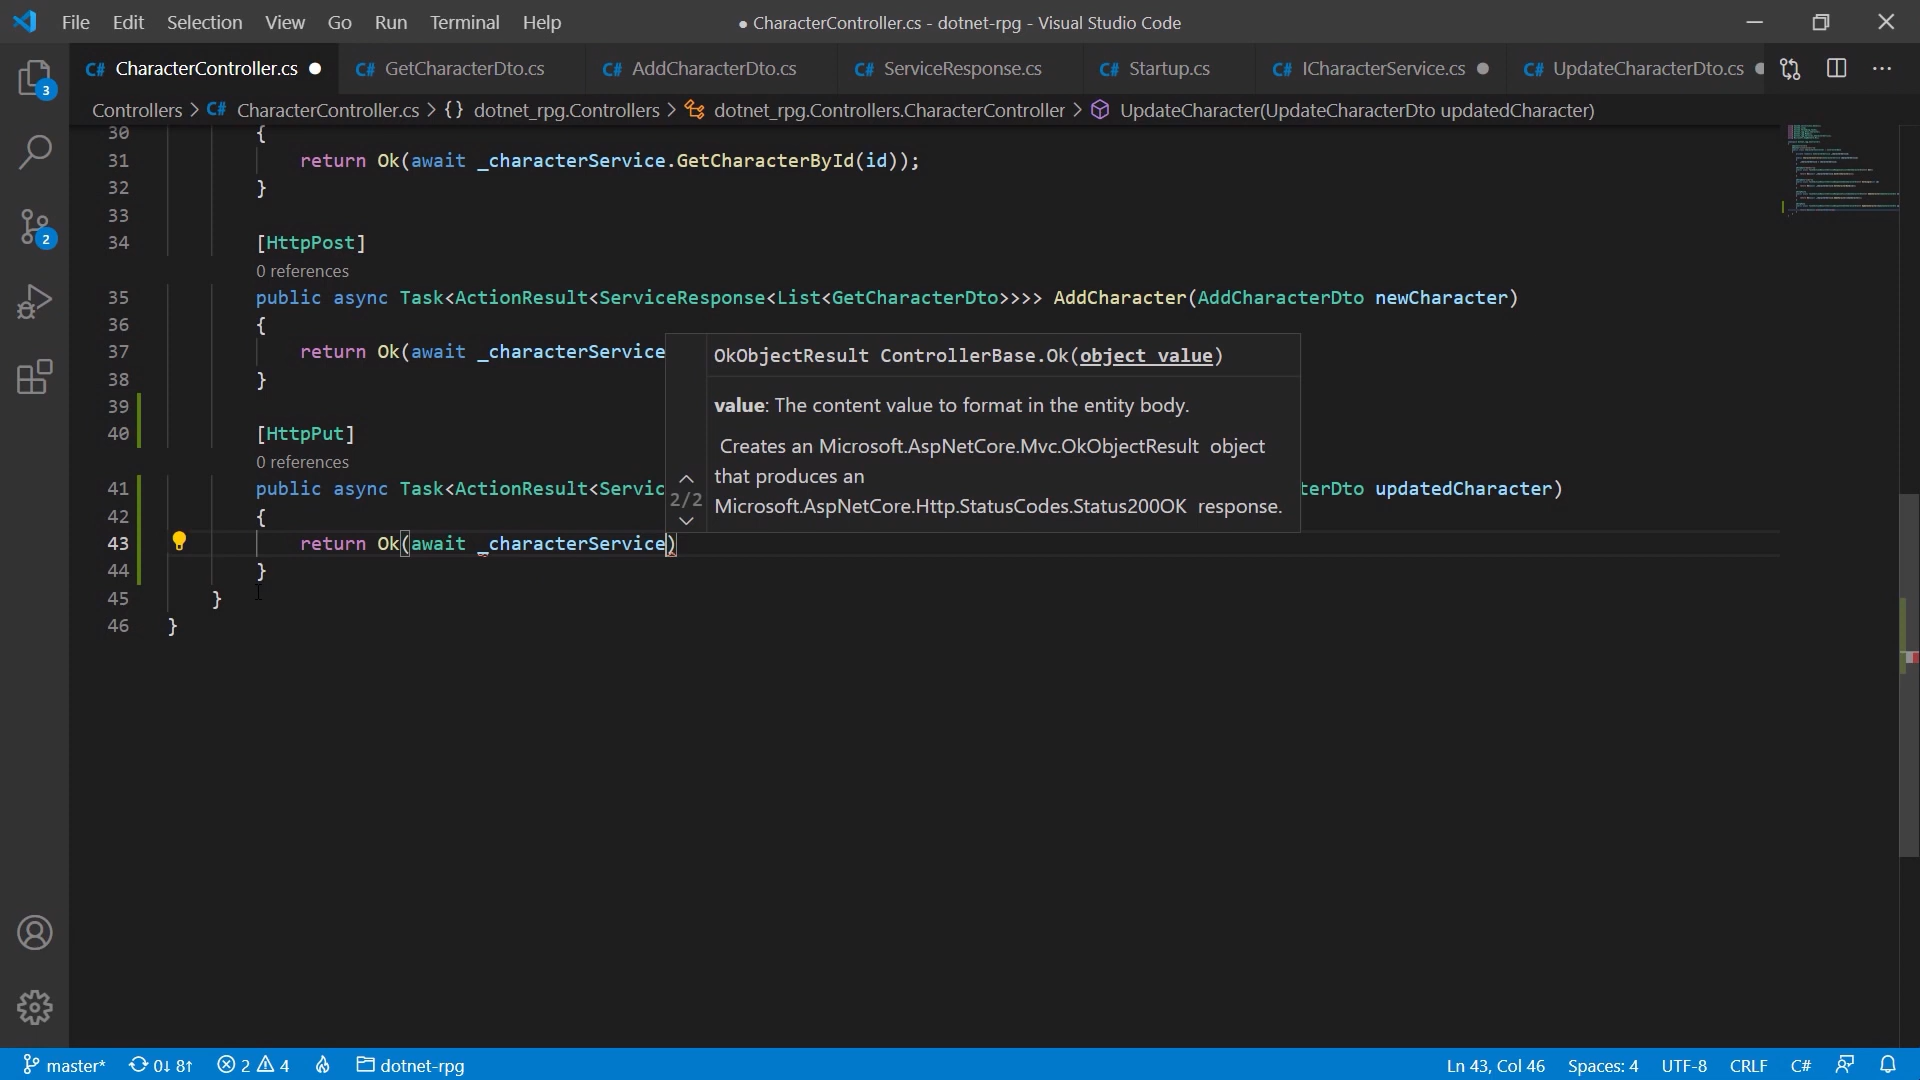 File Edit Selection View Go Run Terminal Help
● CharacterController.cs - dotnet-rpg - Visual Studio Code
C# CharacterController.cs ●
C# GetCharacterDto.cs
C# AddCharacterDto.cs
C# ServiceResponse.cs
C# Startup.cs
C# ICharacterService.cs ●
C# UpdateCharacterDto.cs ●
Controllers > C# CharacterController.cs > {} dotnet_rpg.Controllers > dotnet_rpg.Controllers.CharacterController > UpdateCharacter(UpdateCharacterDto updatedCharacter)
3
2
30 {
31 return Ok(await _characterService.GetCharacterById(id));
32 }
33
34 [HttpPost]
0 references
35 public async Task<ActionResult<ServiceResponse<List<GetCharacterDto>>>> AddCharacter(AddCharacterDto newCharacter)
36 {
37 return Ok(await _characterService
38 }
39
40 [HttpPut]
0 references
41 public async Task<ActionResult<Servic
terDto updatedCharacter)
42 {
43 return Ok(await _characterService)
44 }
45 }
46 }
2/2
OkObjectResult ControllerBase.Ok(object value)
value: The content value to format in the entity body.
Creates an Microsoft.AspNetCore.Mvc.OkObjectResult object
that produces an
Microsoft.AspNetCore.Http.StatusCodes.Status200OK response.
master* 0↓ 8↑ 2 4 dotnet-rpg
Ln 43, Col 46 Spaces: 4 UTF-8 CRLF C#